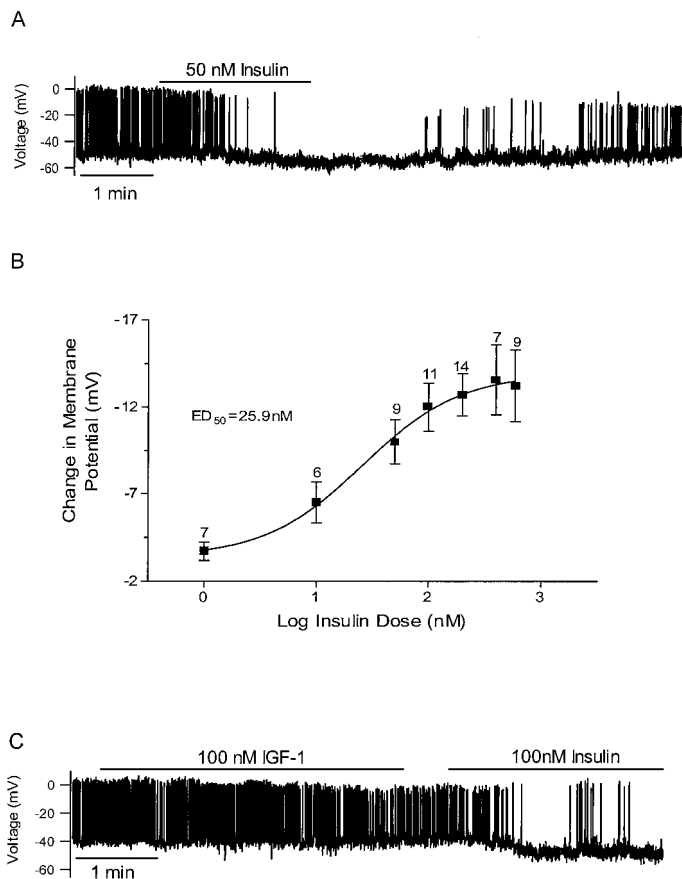 A
50 nM Insulin
Voltage (mV)
0
-20
-40
-60
1 min
B
Change in Membrane
Potential (mV)
-17
-12
-7
-2
ED50=25.9nM
7
6
9
11
14
7
9
0
1
2
3
Log Insulin Dose (nM)
C
100 nM IGF-1
100nM Insulin
Voltage (mV)
0
-20
-40
-60
1 min